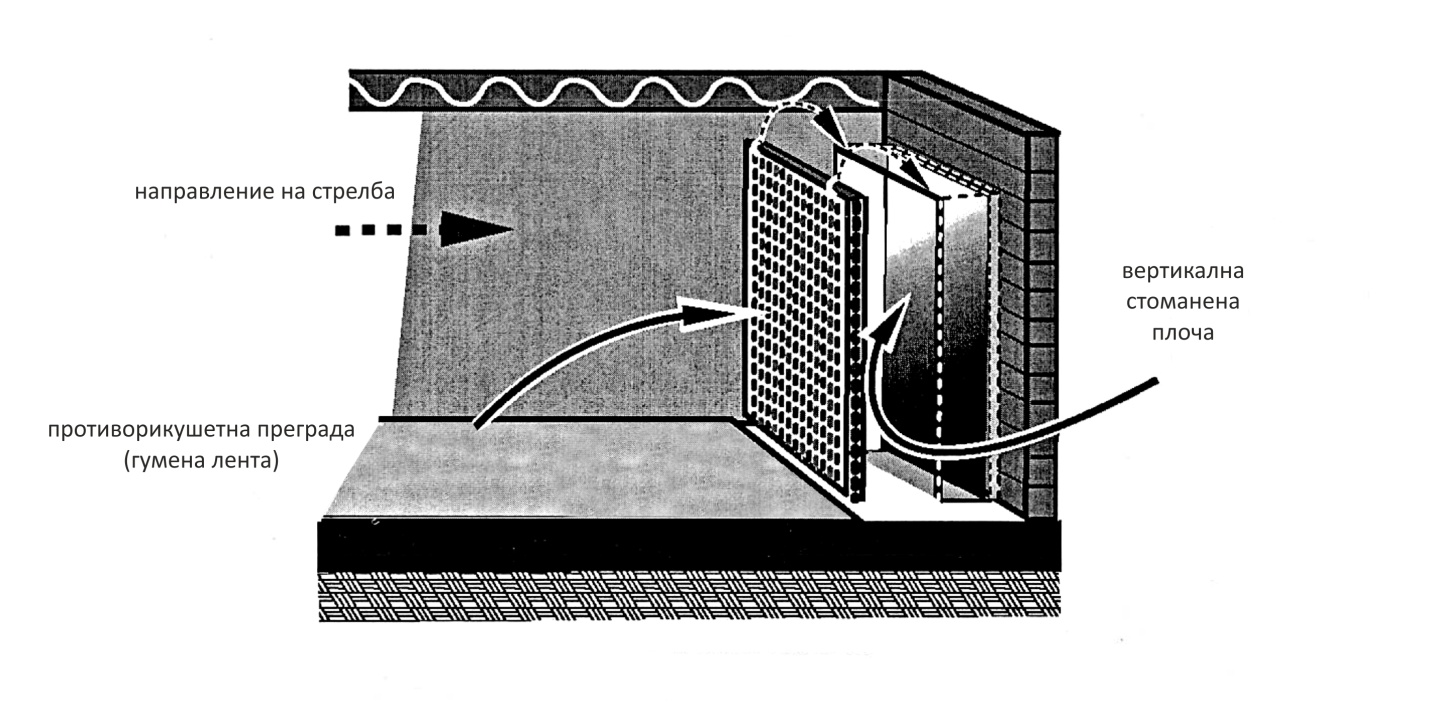 направление на стрелба
вертикална
стоманена
плоча
противорикушетна преграда
(гумена лента)